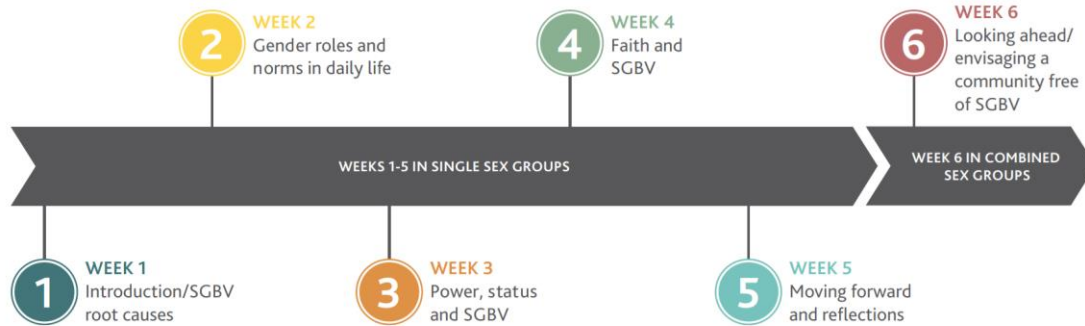 2
WEEK 2
Gender roles and
norms in daily life
4
WEEK 4
Faith and
SGBV
6
WEEK 6
Looking ahead/
envisaging a
community free
of SGBV
WEEKS 1-5 IN SINGLE SEX GROUPS
WEEK 6 IN COMBINED
SEX GROUPS
1
WEEK 1
Introduction/SGBV
root causes
3
WEEK 3
Power, status
and SGBV
5
WEEK 5
Moving forward
and reflections